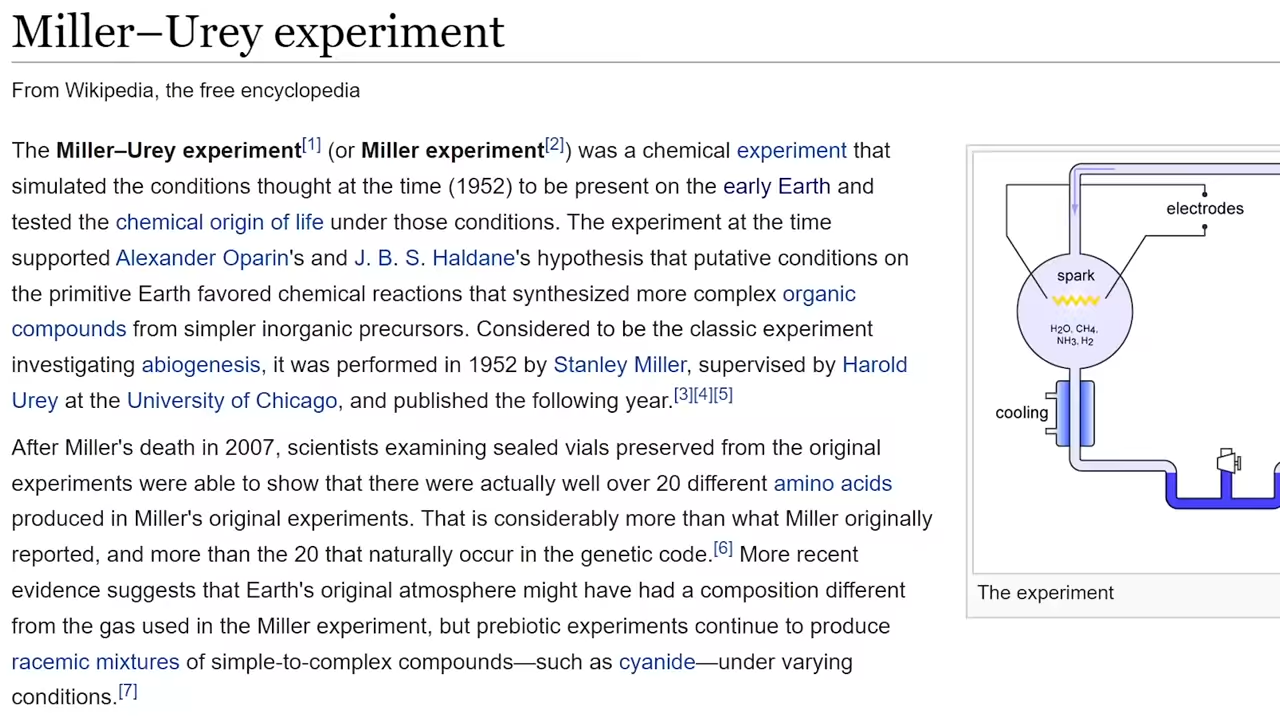 Miller–Urey experiment
From Wikipedia, the free encyclopedia
The Miller–Urey experiment[1] (or Miller experiment[2]) was a chemical experiment that
simulated the conditions thought at the time (1952) to be present on the early Earth and
tested the chemical origin of life under those conditions. The experiment at the time
supported Alexander Oparin's and J. B. S. Haldane's hypothesis that putative conditions on
the primitive Earth favored chemical reactions that synthesized more complex organic
compounds from simpler inorganic precursors. Considered to be the classic experiment
investigating abiogenesis, it was performed in 1952 by Stanley Miller, supervised by Harold
Urey at the University of Chicago, and published the following year.[3][4][5]
After Miller's death in 2007, scientists examining sealed vials preserved from the original
experiments were able to show that there were actually well over 20 different amino acids
produced in Miller's original experiments. That is considerably more than what Miller originally
reported, and more than the 20 that naturally occur in the genetic code.[6] More recent
evidence suggests that Earth's original atmosphere might have had a composition different
from the gas used in the Miller experiment, but prebiotic experiments continue to produce
racemic mixtures of simple-to-complex compounds—such as cyanide—under varying
conditions.[7]
electrodes
spark
H2O, CH4,
NH3, H2
cooling
The experiment